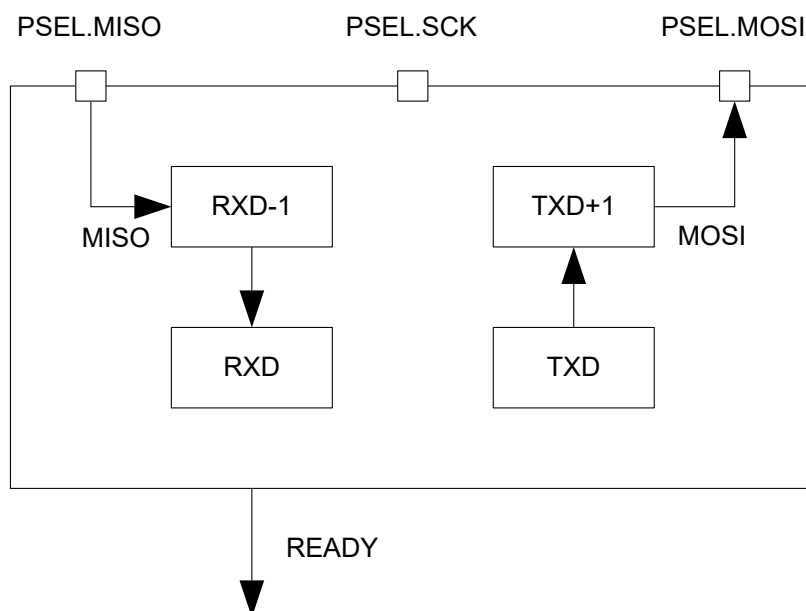 PSEL.MISO
PSEL.SCK
PSEL.MOSI
RXD-1
TXD+1
MISO
MOSI
RXD
TXD
READY